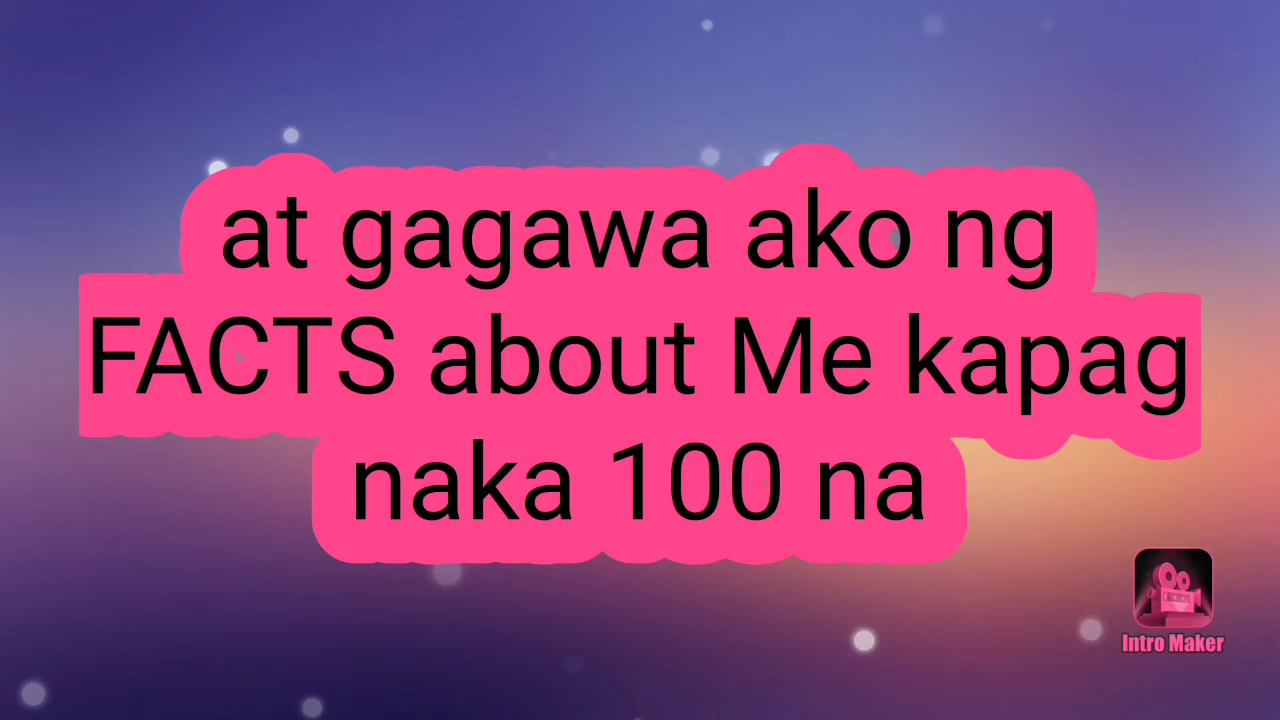 at gagawa ako ng
FACTS about Me kapag
naka 100 na
Intro Maker